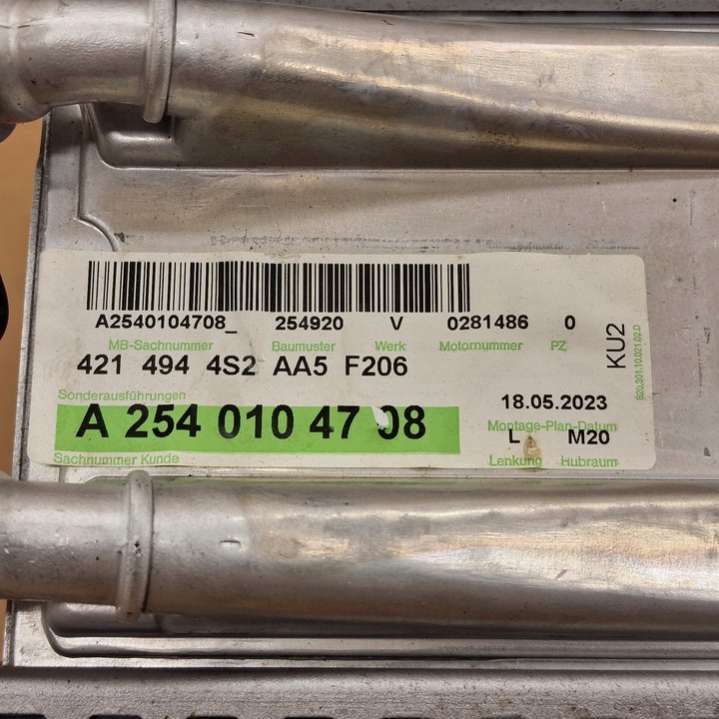 A2540104708_ 254920 V 0281486 0
MB-Sachnummer Baumuster Werk Motornummer PZ
421 494 4S2 AA5 F206
KU2
Sonderausführungen
18.05.2023
A 254 010 47 08
Montage-Plan-Datum
L M20
Sachnummer Kunde
Lenkung Hubraum